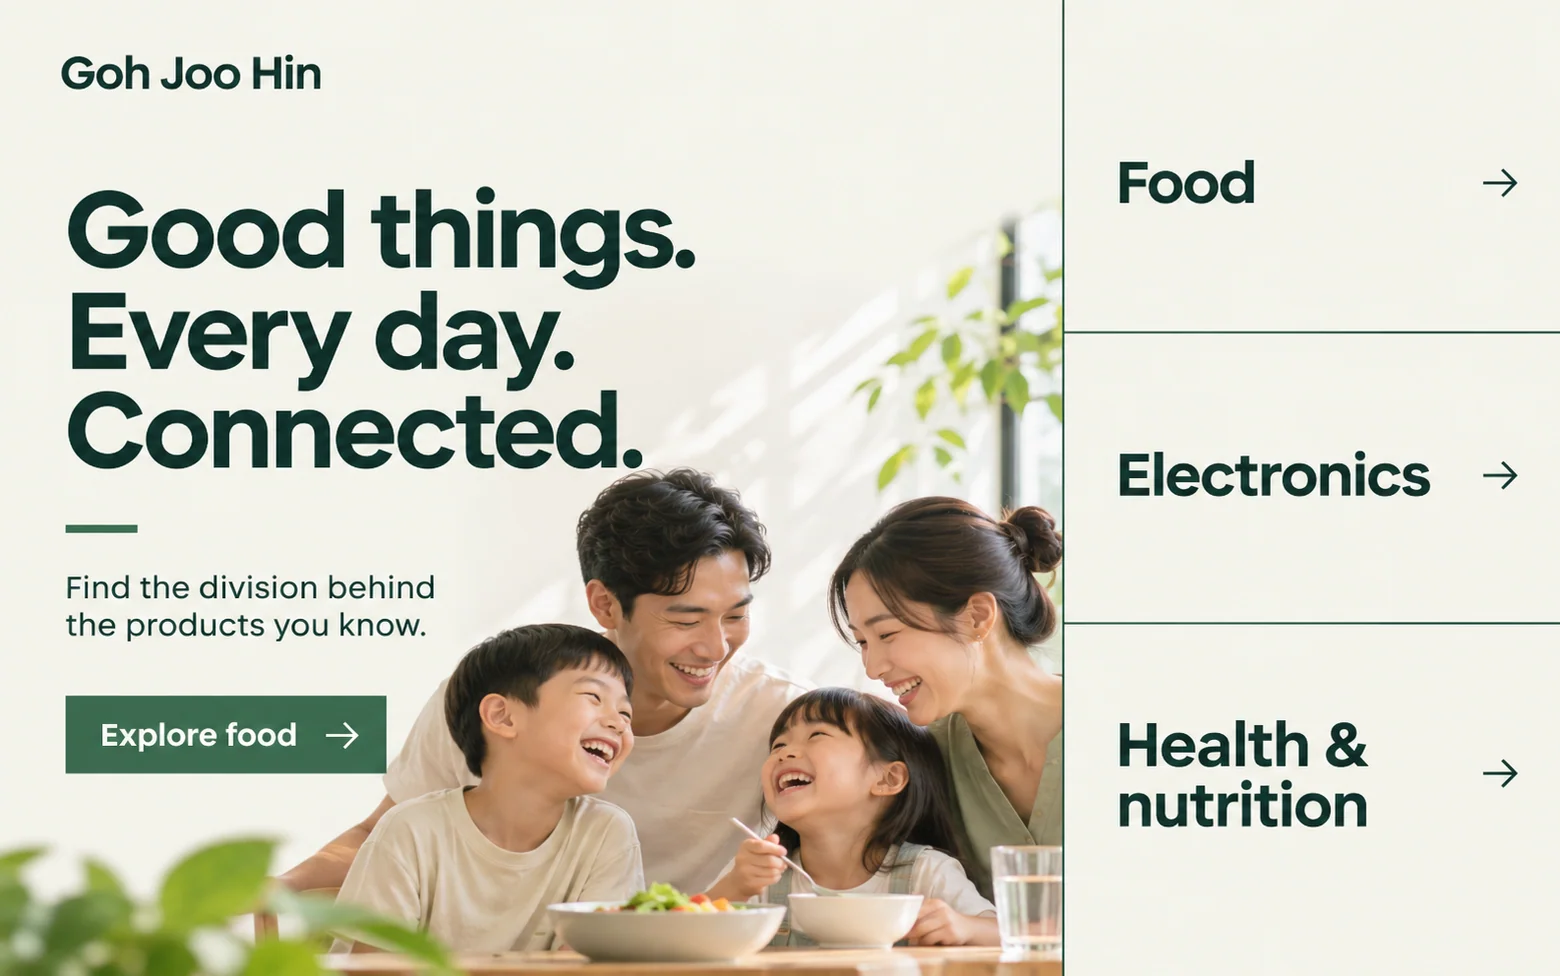 Goh Joo Hin
Good things.
Every day.
Connected.
Find the division behind
the products you know.
Explore food
Food
Electronics
Health &
nutrition